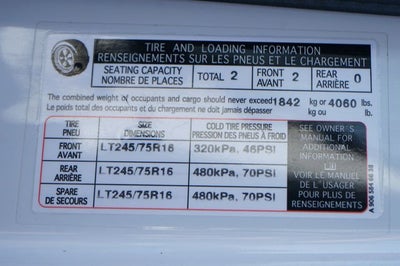 TIRE AND LOADING INFORMATION
RENSEIGNEMENTS SUR LES PNEUS ET LE CHARGEMENT
SEATING CAPACITY TOTAL 2 FRONT 2 REAR 0
NOMBRE DE PLACES AVANT ARRIÈRE
The combined weight of occupants and cargo should never exceed 1842 kg or 4060 lbs.
Le poids total des occupants et du chargement ne doit jamais dépasser kg ou lb.
TIRE SIZE COLD TIRE PRESSURE
PNEU DIMENSIONS PRESSION DES PNEUS À FROID
FRONT LT245/75R16 320kPa, 46PSI
AVANT
REAR LT245/75R16 480kPa, 70PSI
ARRIÈRE
SPARE LT245/75R16 480kPa, 70PSI
DE SECOURS
SEE OWNER'S
MANUAL FOR
ADDITIONAL
INFORMATION
VOIR LE MANUEL
DE L'USAGER
POUR PLUS DE
RENSEIGNEMENTS
A 906 584 66 38